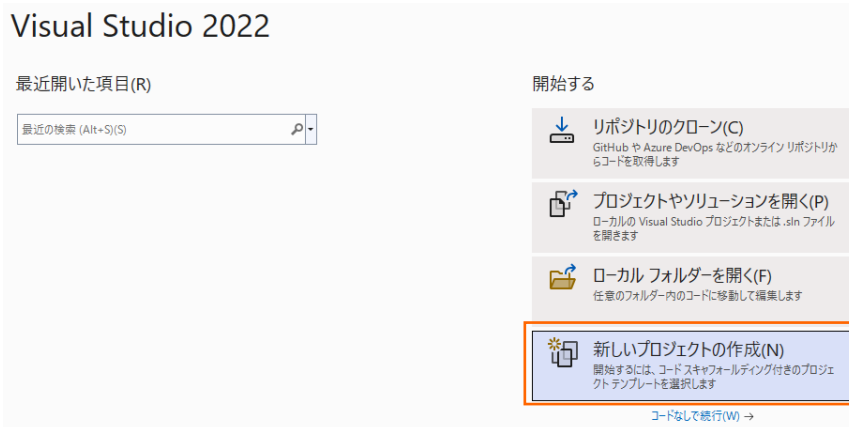 Visual Studio 2022
最近開いた項目(R)
最近の検索 (Alt+S)(S)
開始する
リポジトリのクローン(C)
GitHub や Azure DevOps などのオンライン リポジトリか
らコードを取得します
プロジェクトやソリューションを開く(P)
ローカルの Visual Studio プロジェクトまたは .sln ファイル
を開きます
ローカル フォルダーを開く(F)
任意のフォルダー内のコードに移動して編集します
新しいプロジェクトの作成(N)
開始するには、コード スキャフォールディング付きのプロジェ
クト テンプレートを選択します
コードなしで続行(W) →